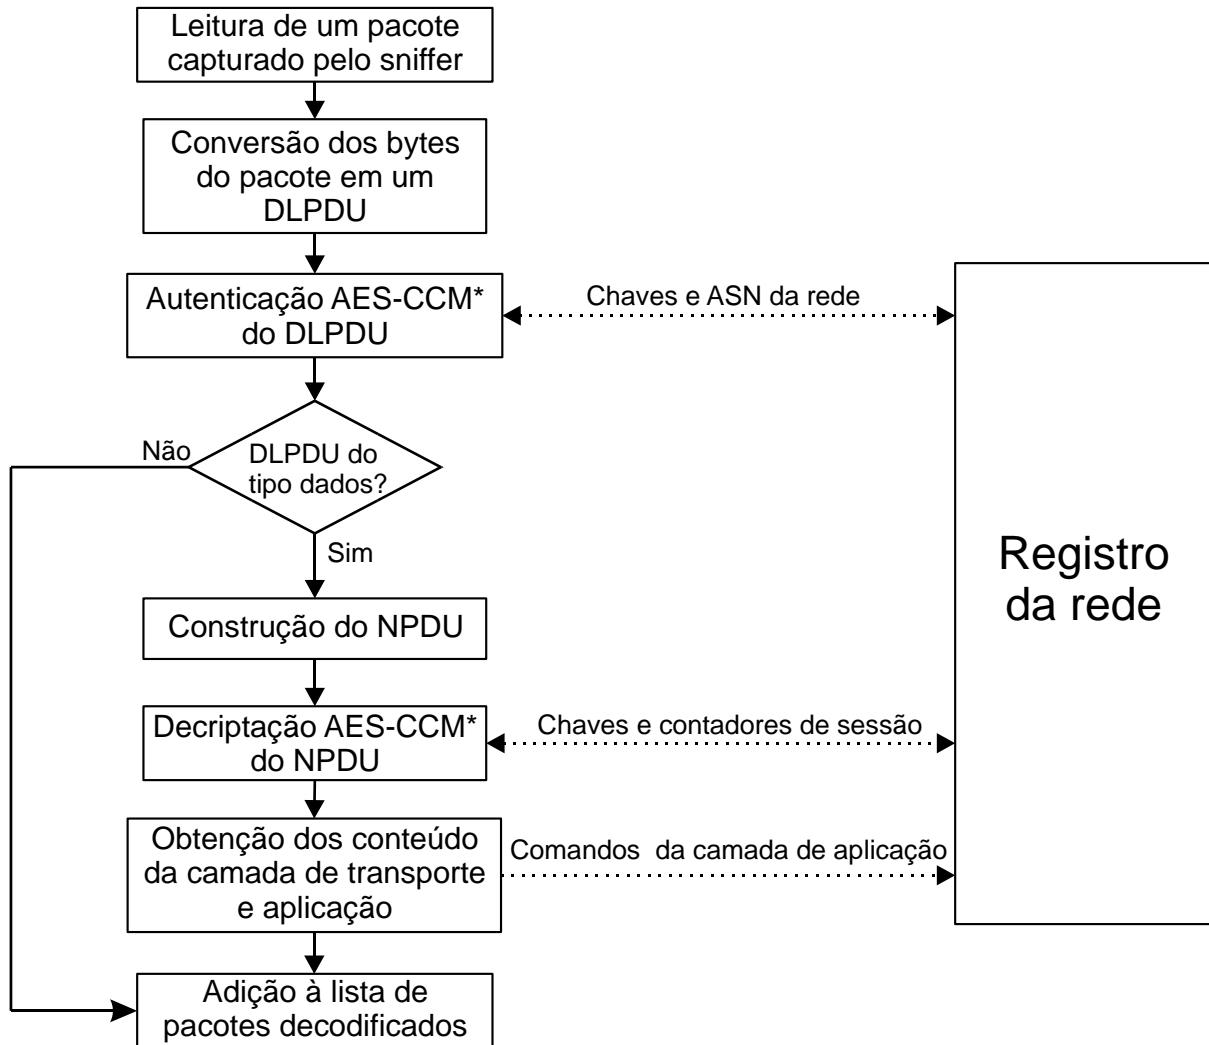 Leitura de um pacote
capturado pelo sniffer
Conversão dos bytes
do pacote em um
DLPDU
Autenticação AES-CCM*
do DLPDU
Chaves e ASN da rede
Não
DLPDU do
tipo dados?
Sim
Registro
da rede
Construção do NPDU
Decriptação AES-CCM*
do NPDU
Chaves e contadores de sessão
Obtenção dos conteúdo
da camada de transporte
e aplicação
Comandos da camada de aplicação
Adição à lista de
pacotes decodificados